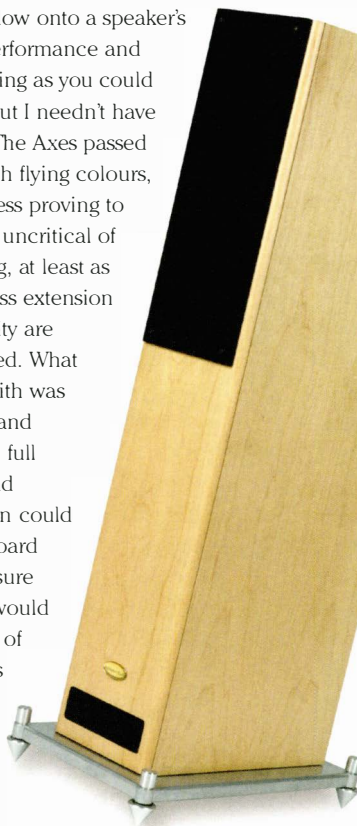 ow onto a speaker's
erformance and
ing as you could
ut I needn't have
The Axes passed
h flying colours,
ess proving to
uncritical of
g, at least as
ss extension
ty are
ed. What
ith was
and
full
d
n could
oard
sure
would
of
s